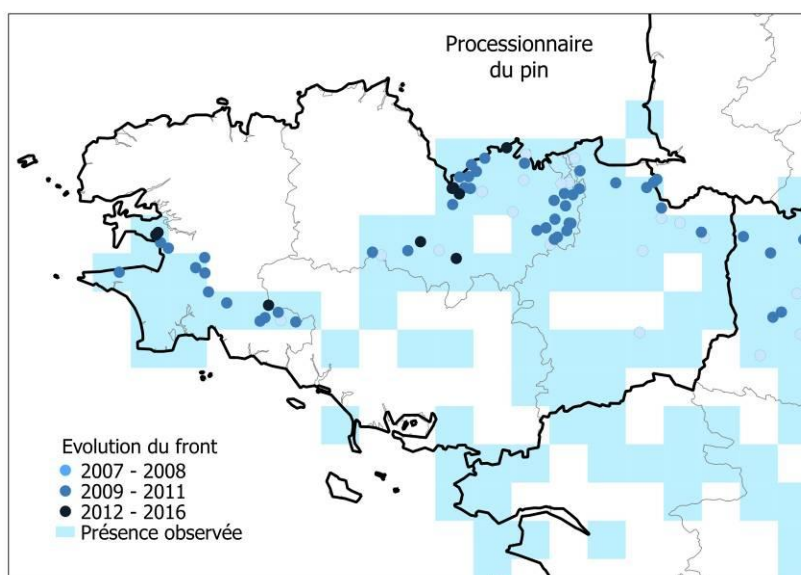 Processionnaire
du pin
Evolution du front
2007 - 2008
2009 - 2011
2012 - 2016
Présence observée